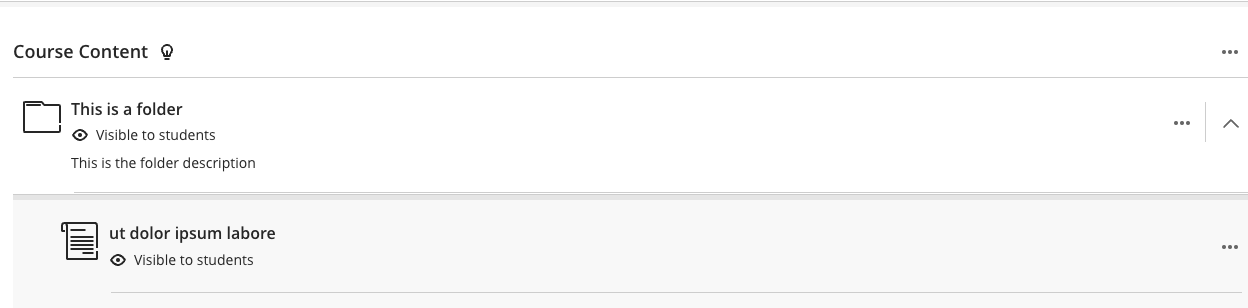 Course Content
This is a folder
Visible to students
This is the folder description
ut dolor ipsum labore
Visible to students